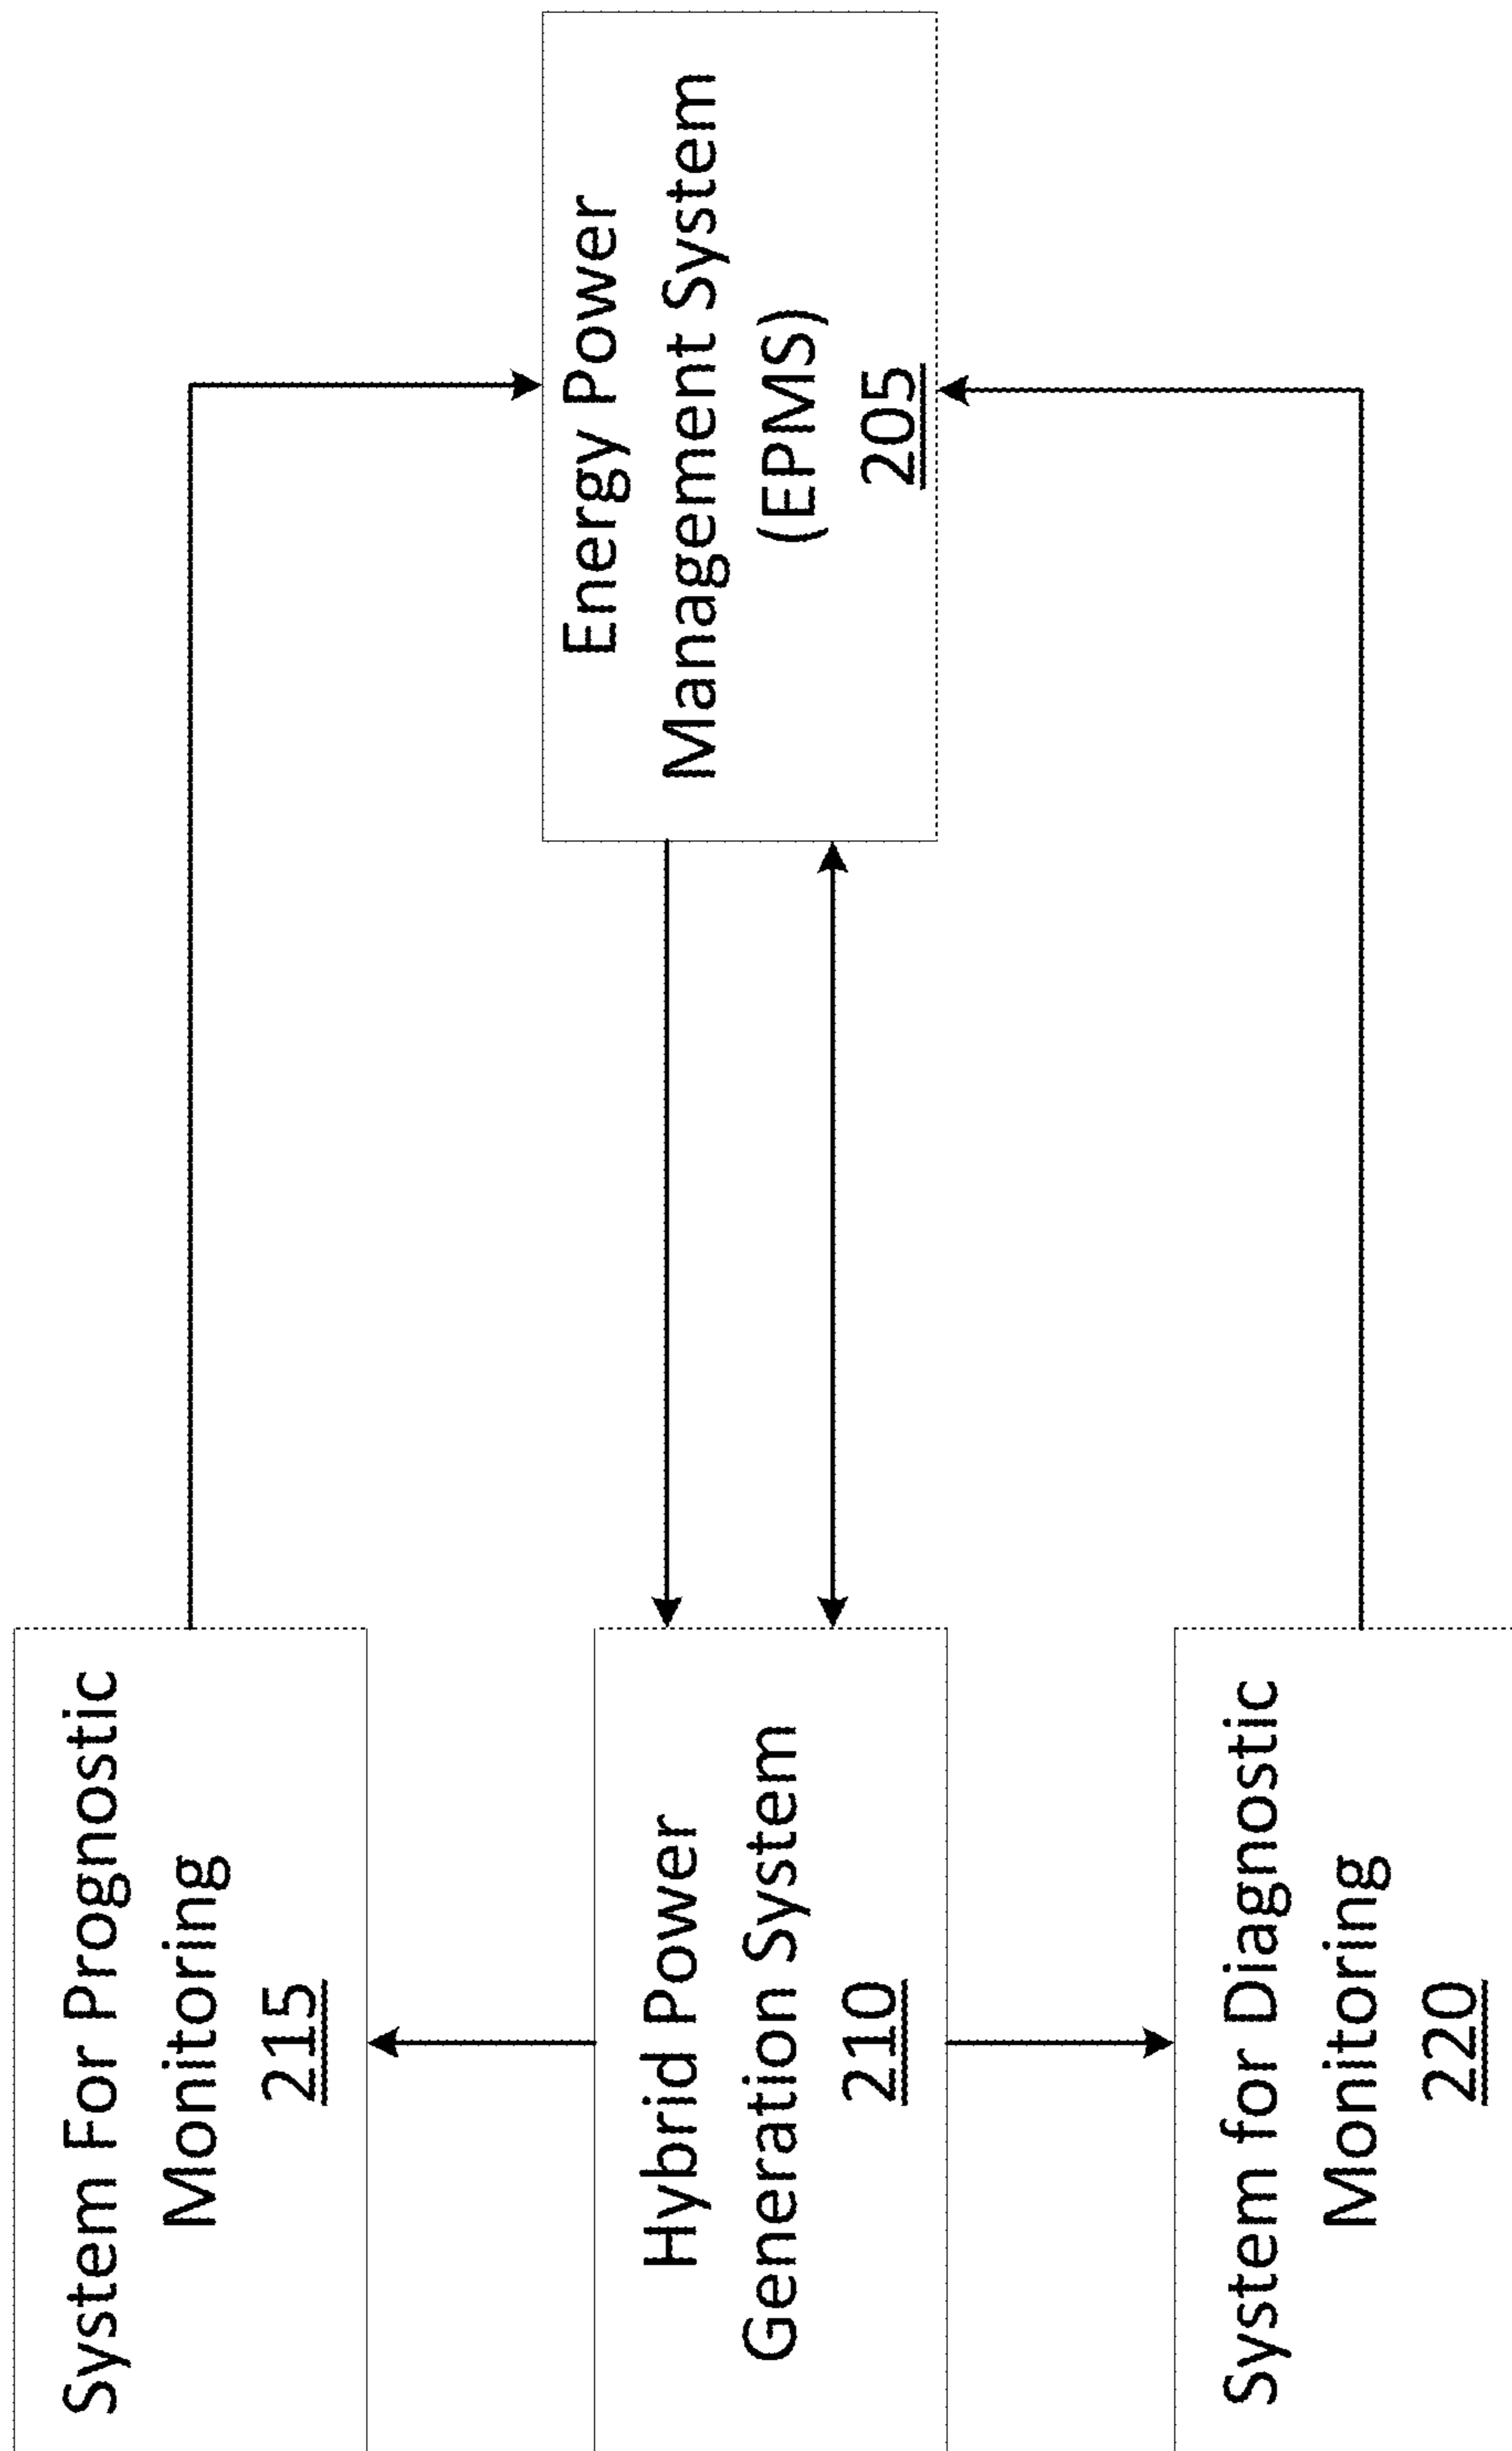 System For Prognostic
Monitoring
215
Hybrid Power
Generation System
210
System for Diagnostic
Monitoring
220
Energy Power
Management System
(EPMS)
205